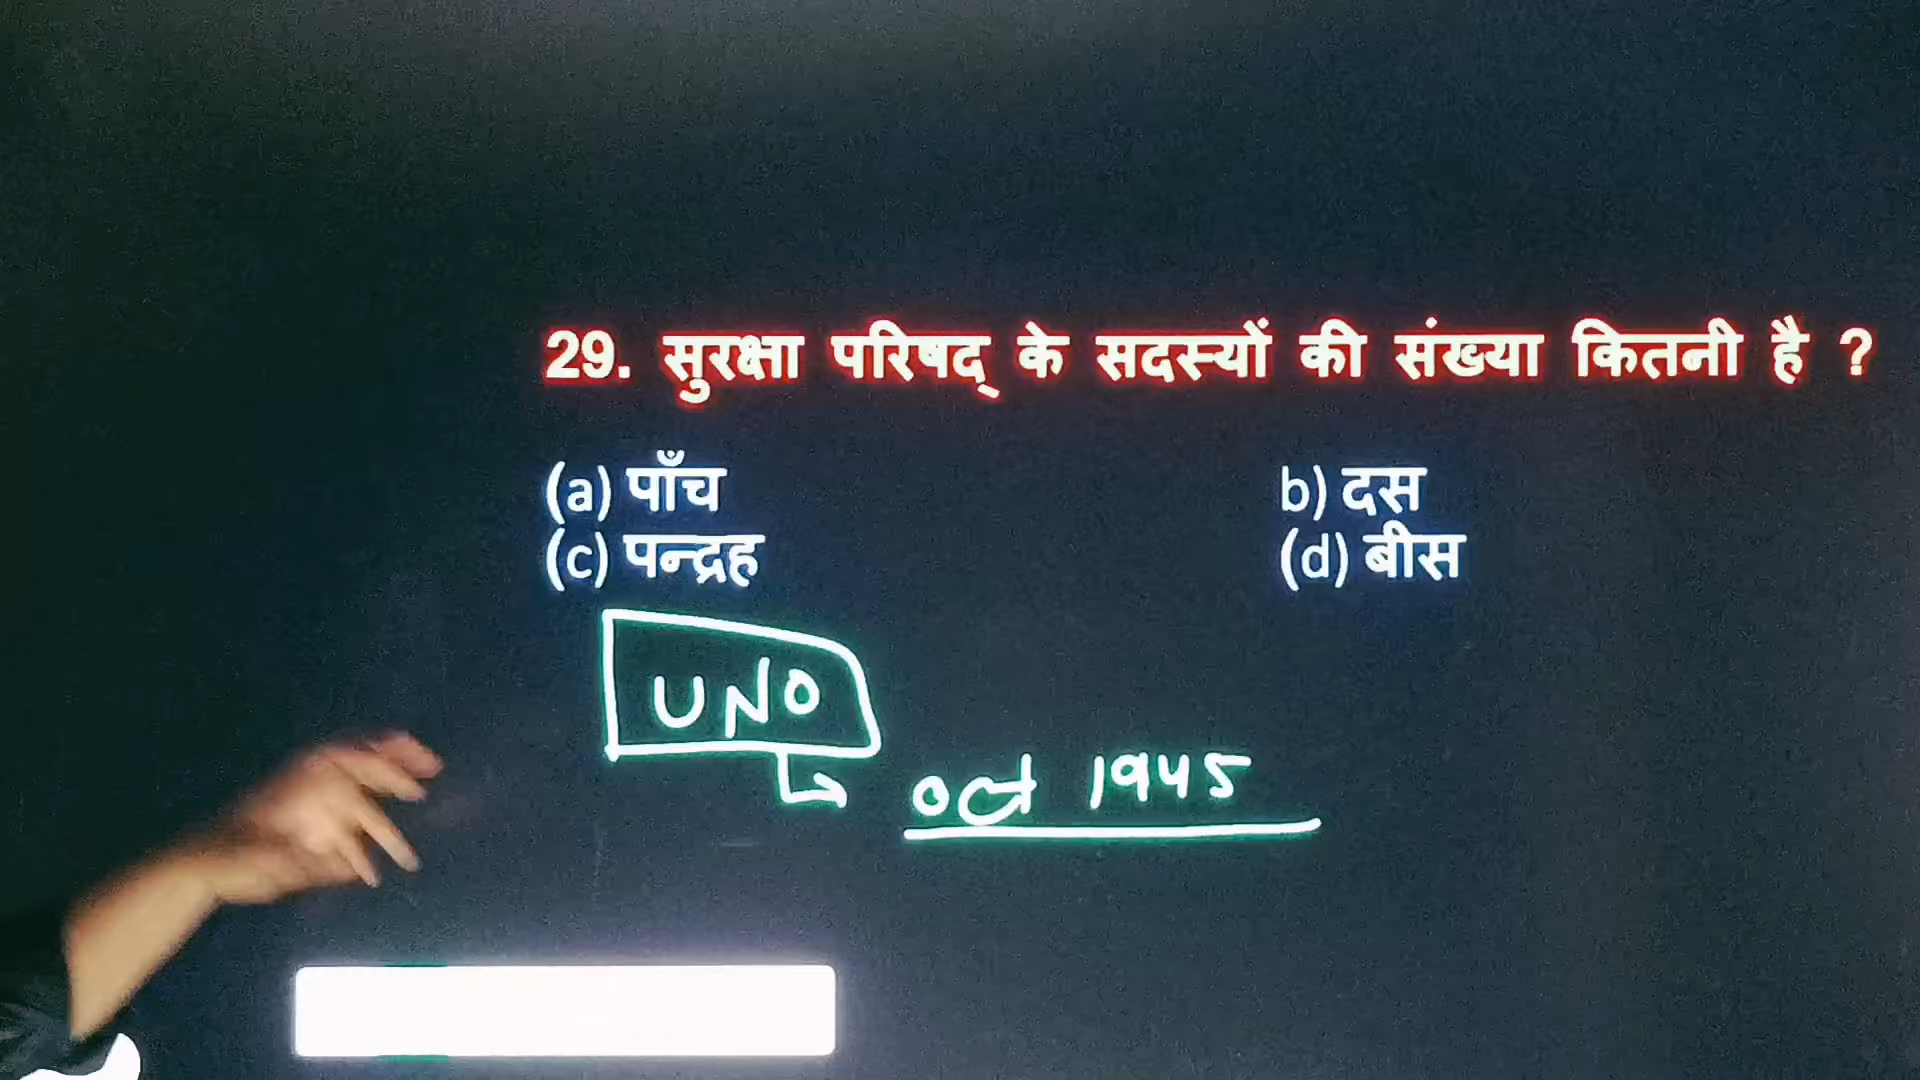 29. सुरक्षा परिषद् के सदस्यों की संख्या कितनी है ?
(a) पाँच b) दस
(c) पन्द्रह (d) बीस
UNO
oct 1945